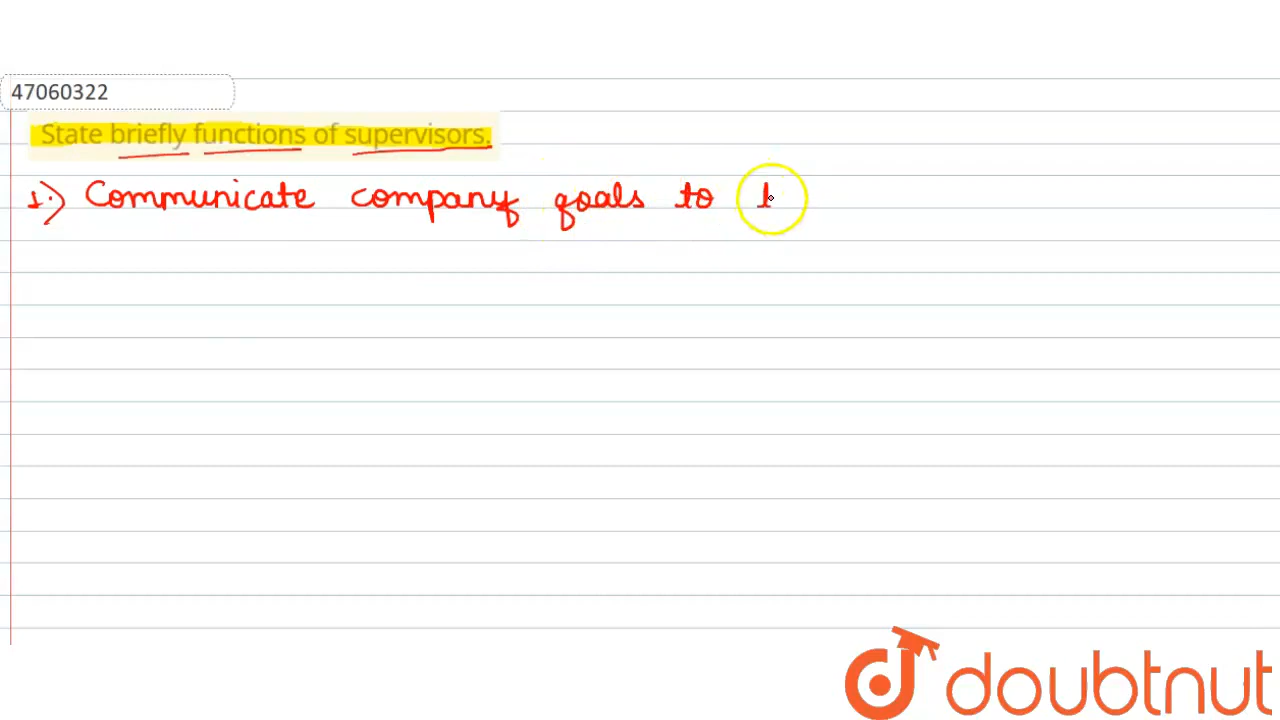 47060322
State briefly functions of supervisors.
1.) Communicate company goals to
doubtnut